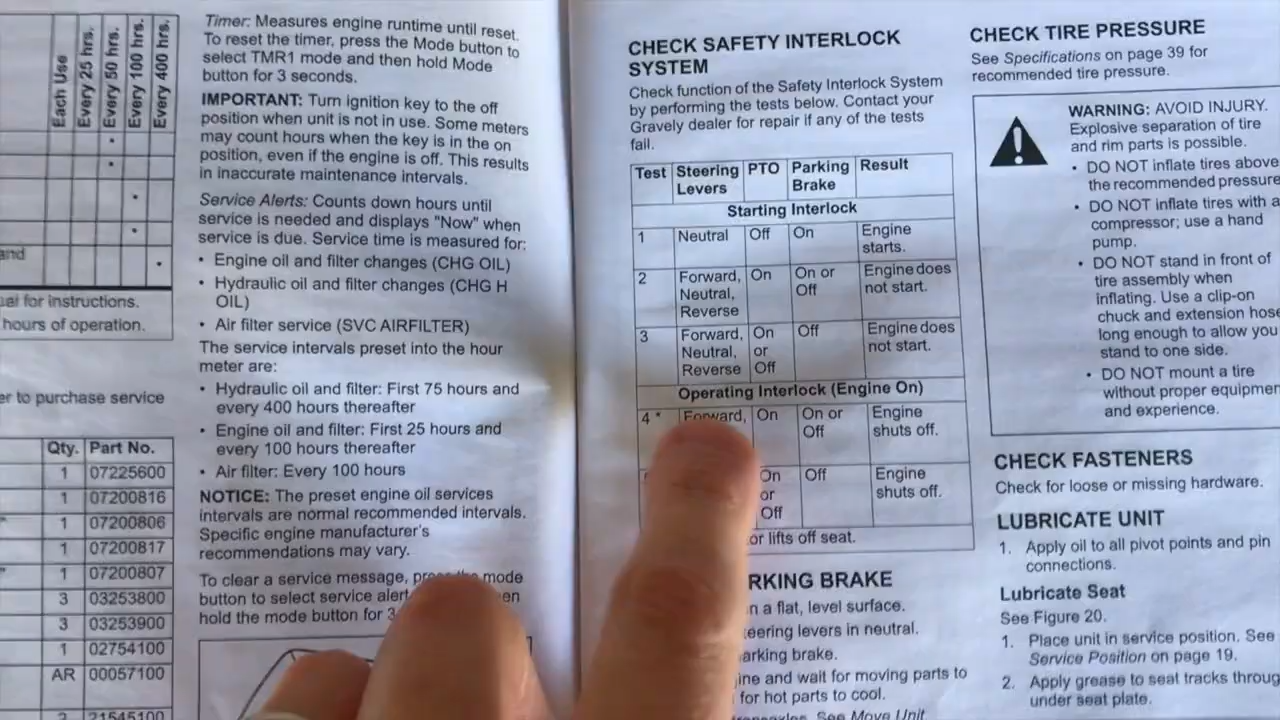 Each Use
Every 25 hrs.
Every 50 hrs.
Every 100 hrs.
Every 400 hrs.
and
ual for instructions.
hours of operation.
er to purchase service
Qty. Part No.
1 07225600
1 07200816
1 07200806
1 07200817
1 07200807
3 03253800
3 03253900
1 02754100
AR 00057100
2 21545100
Timer: Measures engine runtime until reset.
To reset the timer, press the Mode button to
select TMR1 mode and then hold Mode
button for 3 seconds.
IMPORTANT: Turn ignition key to the off
position when unit is not in use. Some meters
may count hours when the key is in the on
position, even if the engine is off. This results
in inaccurate maintenance intervals.
Service Alerts: Counts down hours until
service is needed and displays "Now" when
service is due. Service time is measured for:
• Engine oil and filter changes (CHG OIL)
• Hydraulic oil and filter changes (CHG H
OIL)
• Air filter service (SVC AIRFILTER)
The service intervals preset into the hour
meter are:
• Hydraulic oil and filter: First 75 hours and
every 400 hours thereafter
• Engine oil and filter: First 25 hours and
every 100 hours thereafter
• Air filter: Every 100 hours
NOTICE: The preset engine oil services
intervals are normal recommended intervals.
Specific engine manufacturer's
recommendations may vary.
To clear a service message, press the mode
button to select service alert
hold the mode button for 3
CHECK SAFETY INTERLOCK
SYSTEM
Check function of the Safety Interlock System
by performing the tests below. Contact your
Gravely dealer for repair if any of the tests
fail.
Test Steering Levers PTO Parking Brake Result
Starting Interlock
1 Neutral Off On Engine starts.
2 Forward, Neutral, Reverse On On or Off Engine does not start.
3 Forward, Neutral, Reverse On or Off Off Engine does not start.
Operating Interlock (Engine On)
4 * Forward, On On or Off Engine shuts off.
On or Off Off Engine shuts off.
or lifts off seat.
RKING BRAKE
n a flat, level surface.
teering levers in neutral.
arking brake.
ine and wait for moving parts to
for hot parts to cool.
See Move Unit
CHECK TIRE PRESSURE
See Specifications on page 39 for
recommended tire pressure.
WARNING: AVOID INJURY.
Explosive separation of tire
and rim parts is possible.
• DO NOT inflate tires above
the recommended pressure
• DO NOT inflate tires with a
compressor; use a hand
pump.
• DO NOT stand in front of
tire assembly when
inflating. Use a clip-on
chuck and extension hose
long enough to allow you
stand to one side.
• DO NOT mount a tire
without proper equipmen
and experience.
CHECK FASTENERS
Check for loose or missing hardware.
LUBRICATE UNIT
1. Apply oil to all pivot points and pin
connections.
Lubricate Seat
See Figure 20.
1. Place unit in service position. See
Service Position on page 19.
2. Apply grease to seat tracks throug
under seat plate.